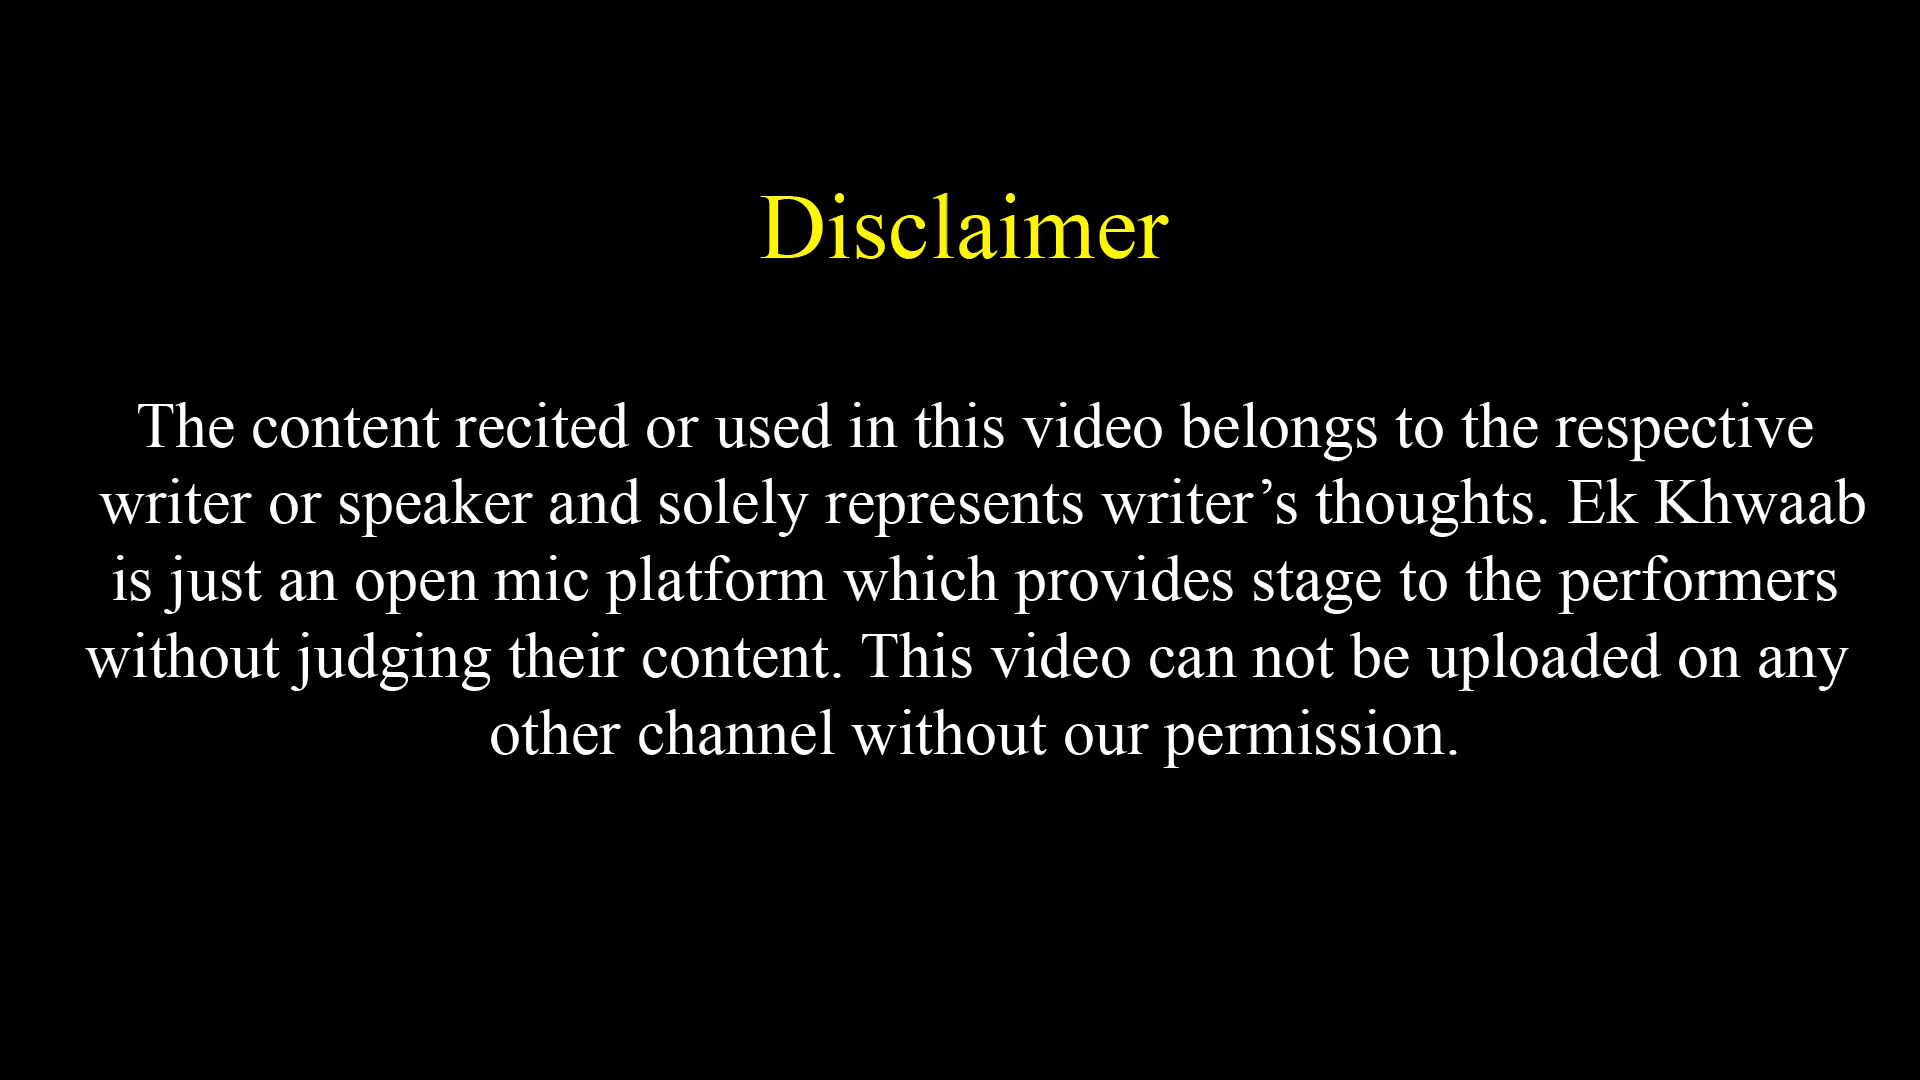 Disclaimer
The content recited or used in this video belongs to the respective
writer or speaker and solely represents writer’s thoughts. Ek Khwaab
is just an open mic platform which provides stage to the performers
without judging their content. This video can not be uploaded on any
other channel without our permission.